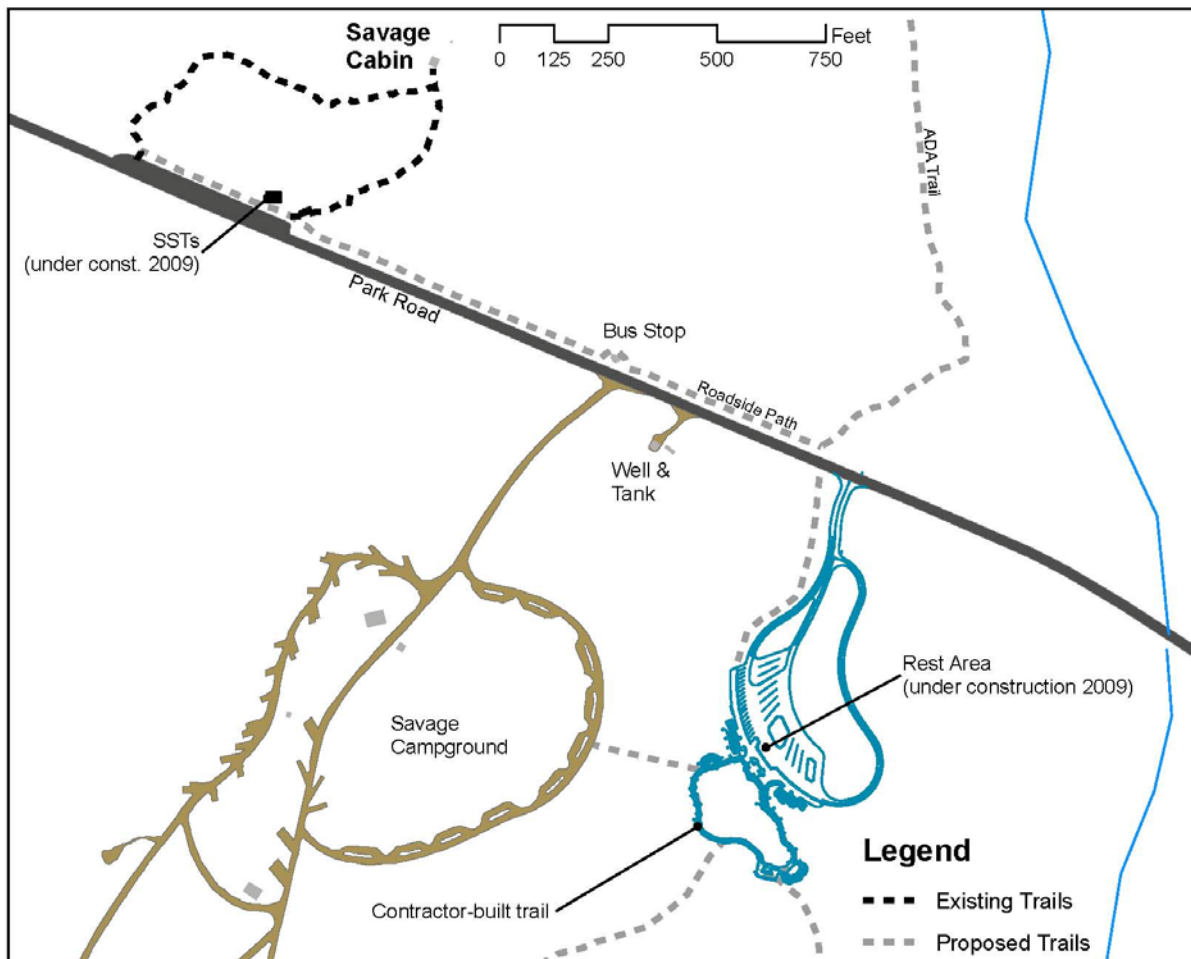 Savage
Cabin
Feet
0 125 250 500 750
ADA Trail
SSTs
(under const. 2009)
Park Road
Bus Stop
Roadside Path
Well &
Tank
Rest Area
(under construction 2009)
Savage
Campground
Contractor-built trail
Legend
Existing Trails
Proposed Trails